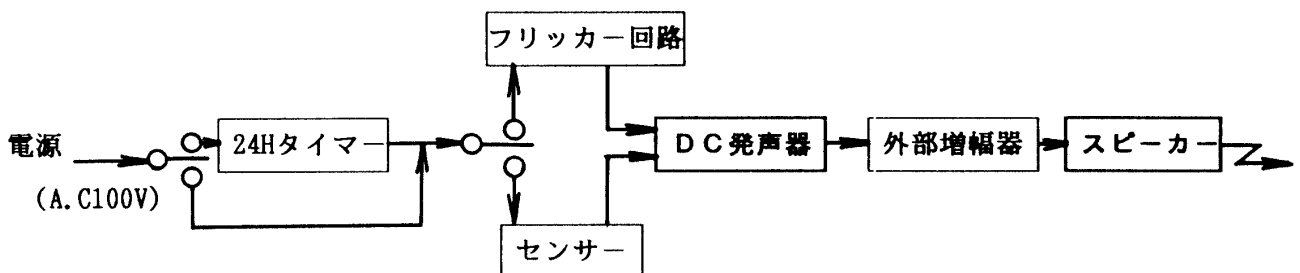 フリッカー回路
電源
(A.C100V)
24Hタイマー
DC発声器
外部増幅器
スピーカー
センサー